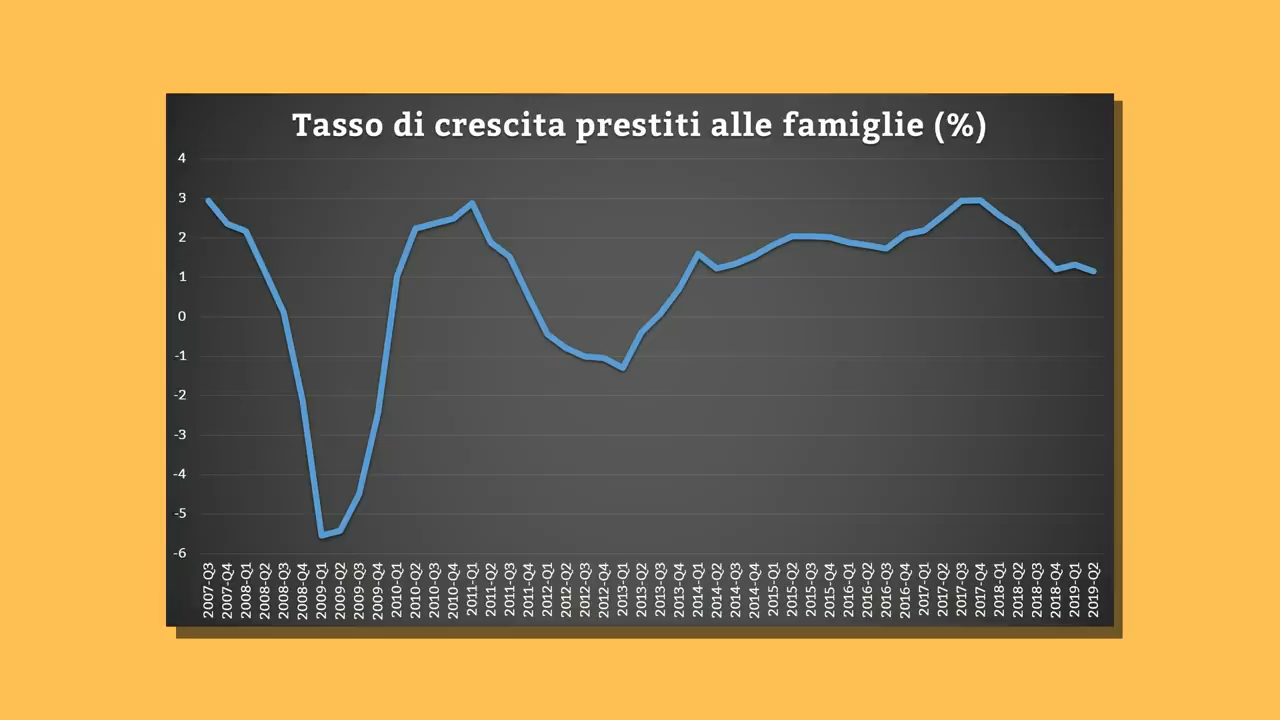 Tasso di crescita prestiti alle famiglie (%)
4
3
2
1
0
-1
-2
-3
-4
-5
-6
2007-Q3
2007-Q4
2008-Q1
2008-Q2
2008-Q3
2008-Q4
2009-Q1
2009-Q2
2009-Q3
2009-Q4
2010-Q1
2010-Q2
2010-Q3
2010-Q4
2011-Q1
2011-Q2
2011-Q3
2011-Q4
2012-Q1
2012-Q2
2012-Q3
2012-Q4
2013-Q1
2013-Q2
2013-Q3
2013-Q4
2014-Q1
2014-Q2
2014-Q3
2014-Q4
2015-Q1
2015-Q2
2015-Q3
2015-Q4
2016-Q1
2016-Q2
2016-Q3
2016-Q4
2017-Q1
2017-Q2
2017-Q3
2017-Q4
2018-Q1
2018-Q2
2018-Q3
2018-Q4
2019-Q1
2019-Q2